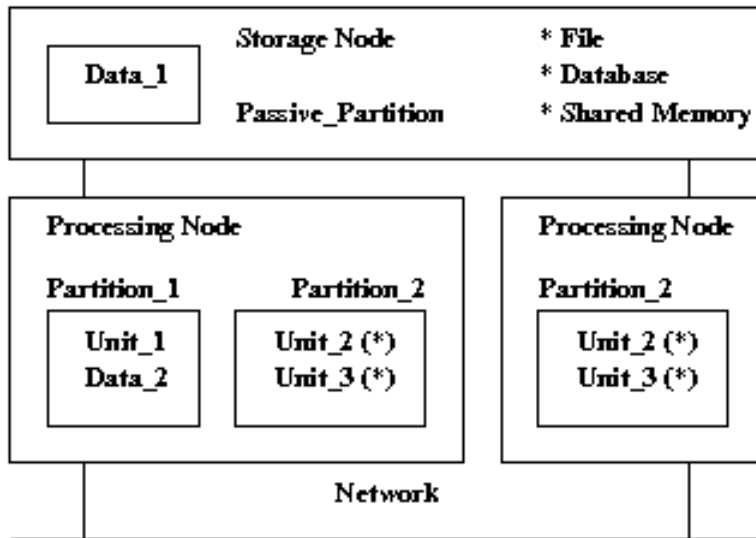 Storage Node * File
Data_1 * Database
Passive_Partition * Shared Memory
Processing Node
Partition_1 Partition_2
Unit_1 Unit_2 (*)
Data_2 Unit_3 (*)
Processing Node
Partition_2
Unit_2 (*)
Unit_3 (*)
Network